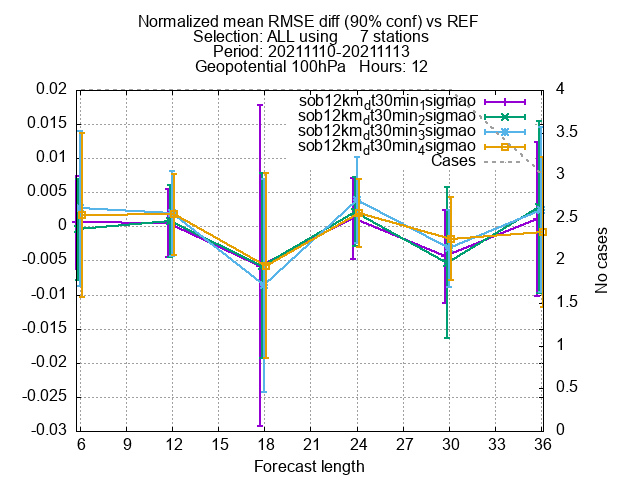 Normalized mean RMSE diff (90% conf) vs REF
Selection: ALL using 7 stations
Period: 20211110-20211113
Geopotential 100hPa Hours: 12
sob12km_dt30min_1sigmao
sob12km_dt30min_2sigmao
sob12km_dt30min_3sigmao
sob12km_dt30min_4sigmao
Cases
0.02
0.015
0.01
0.005
0
-0.005
-0.01
-0.015
-0.02
-0.025
-0.03
4
3.5
3
2.5
2
1.5
1
0.5
0
No cases
6 9 12 15 18 21 24 27 30 33 36
Forecast length